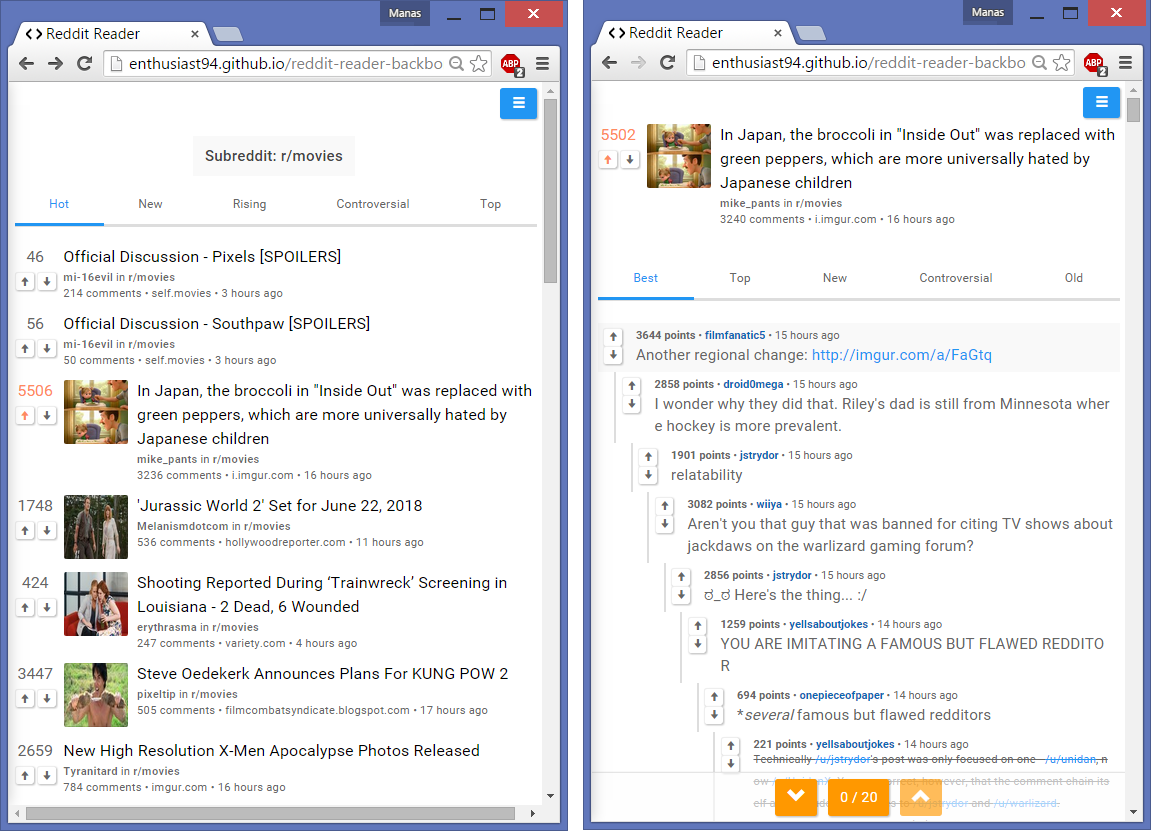 Manas
Reddit Reader
enthusiast94.github.io/reddit-reader-backbo
ABP
2
Subreddit: r/movies
Hot New Rising Controversial Top
46 Official Discussion - Pixels [SPOILERS]
mi-16evil in r/movies
214 comments • self.movies • 3 hours ago
56 Official Discussion - Southpaw [SPOILERS]
mi-16evil in r/movies
50 comments • self.movies • 3 hours ago
5506 In Japan, the broccoli in "Inside Out" was replaced with
green peppers, which are more universally hated by
Japanese children
mike_pants in r/movies
3236 comments • i.imgur.com • 16 hours ago
1748 'Jurassic World 2' Set for June 22, 2018
Melanismdotcom in r/movies
536 comments • hollywoodreporter.com • 11 hours ago
424 Shooting Reported During ‘Trainwreck’ Screening in
Louisiana - 2 Dead, 6 Wounded
erythrasma in r/movies
247 comments • variety.com • 4 hours ago
3447 Steve Oedekerk Announces Plans For KUNG POW 2
pixeltip in r/movies
505 comments • filmcombatsyndicate.blogspot.com • 17 hours ago
2659 New High Resolution X-Men Apocalypse Photos Released
Tyranitard in r/movies
784 comments • imgur.com • 16 hours ago
Manas
Reddit Reader
enthusiast94.github.io/reddit-reader-backbo
ABP
2
5502 In Japan, the broccoli in "Inside Out" was replaced with
green peppers, which are more universally hated by
Japanese children
mike_pants in r/movies
3240 comments • i.imgur.com • 16 hours ago
Best Top New Controversial Old
3644 points • filmfanatic5 • 15 hours ago
Another regional change: http://imgur.com/a/FaGtq
2858 points • droid0mega • 15 hours ago
I wonder why they did that. Riley's dad is still from Minnesota wher
e hockey is more prevalent.
1901 points • jstrydor • 15 hours ago
relatability
3082 points • wiiya • 15 hours ago
Aren't you that guy that was banned for citing TV shows about
jackdaws on the warlizard gaming forum?
2856 points • jstrydor • 15 hours ago
ಠ_ಠ Here's the thing... :/
1259 points • yellsaboutjokes • 14 hours ago
YOU ARE IMITATING A FAMOUS BUT FLAWED REDDITO
R
694 points • onepieceofpaper • 14 hours ago
*several famous but flawed redditors
221 points • yellsaboutjokes • 14 hours ago
Technically /u/jstrydor's post was only focused on one - /u/unidan, n
however, that the comment chain its
elf /u/jstrydor and /u/warlizard.
0 / 20